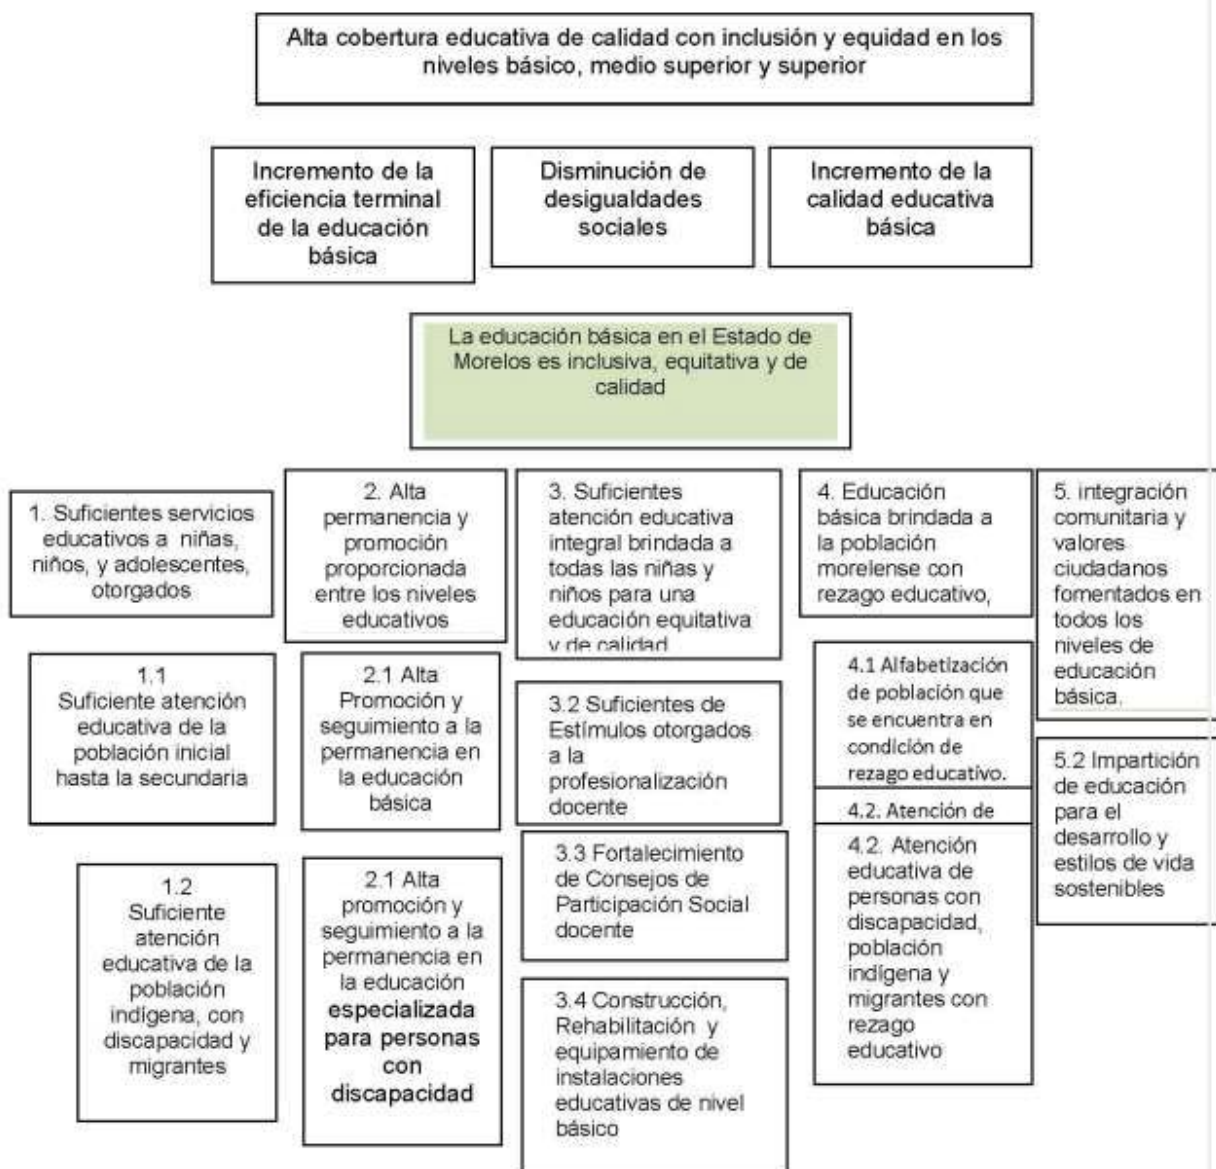 Alta cobertura educativa de calidad con inclusión y equidad en los
niveles básico, medio superior y superior
Incremento de la
eficiencia terminal
de la educación
básica
Disminución de
desigualdades
sociales
Incremento de la
calidad educativa
básica
La educación básica en el Estado de
Morelos es inclusiva, equitativa y de
calidad
1. Suficientes servicios
educativos a niñas,
niños, y adolescentes,
otorgados
2. Alta
permanencia y
promoción
proporcionada
entre los niveles
educativos
3. Suficientes
atención educativa
integral brindada a
todas las niñas y
niños para una
educación equitativa
y de calidad
4. Educación
básica brindada a
la población
morelense con
rezago educativo,
5. integración
comunitaria y
valores
ciudadanos
fomentados en
todos los
niveles de
educación
básica.
1.1
Suficiente atención
educativa de la
población inicial
hasta la secundaria
2.1 Alta
Promoción y
seguimiento a la
permanencia en
la educación
básica
3.2 Suficientes de
Estímulos otorgados
a la
profesionalización
docente
4.1 Alfabetización
de población que
se encuentra en
condición de
rezago educativo.
4.2. Atención de
5.2 Impartición
de educación
para el
desarrollo y
estilos de vida
sostenibles
1.2
Suficiente
atención
educativa de la
población
indígena, con
discapacidad y
migrantes
2.1 Alta
promoción y
seguimiento a la
permanencia en
la educación
especializada
para personas
con
discapacidad
3.3 Fortalecimiento
de Consejos de
Participación Social
docente
4.2. Atención
educativa de
personas con
discapacidad,
población
indígena y
migrantes con
rezago
educativo
3.4 Construcción,
Rehabilitación y
equipamiento de
instalaciones
educativas de nivel
básico